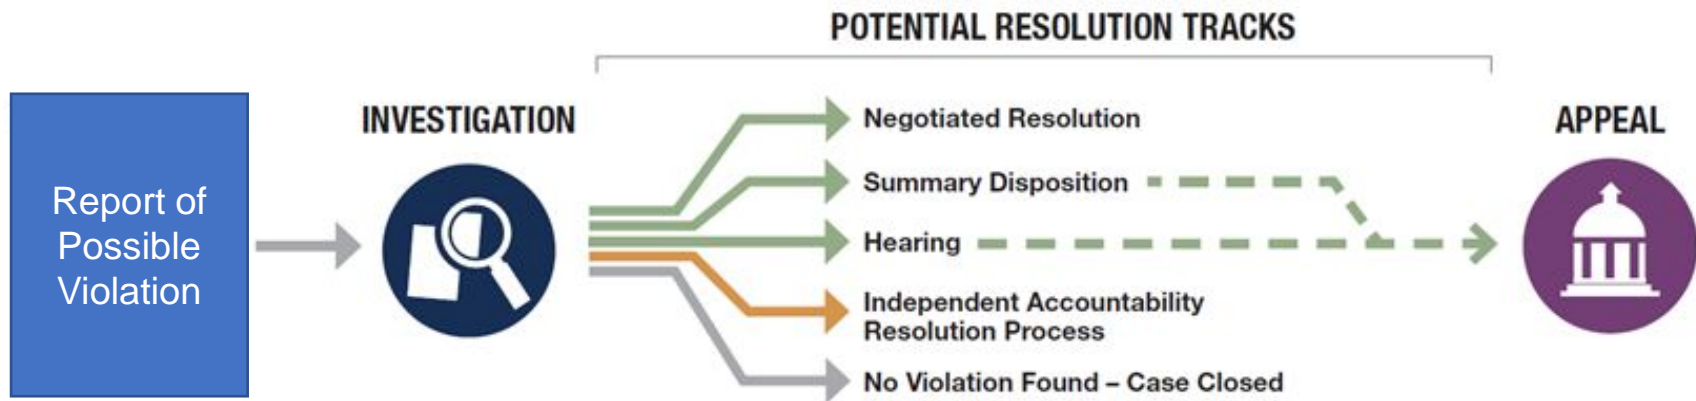 POTENTIAL RESOLUTION TRACKS
Report of
Possible
Violation
INVESTIGATION
Negotiated Resolution
Summary Disposition
Hearing
Independent Accountability
Resolution Process
No Violation Found – Case Closed
APPEAL